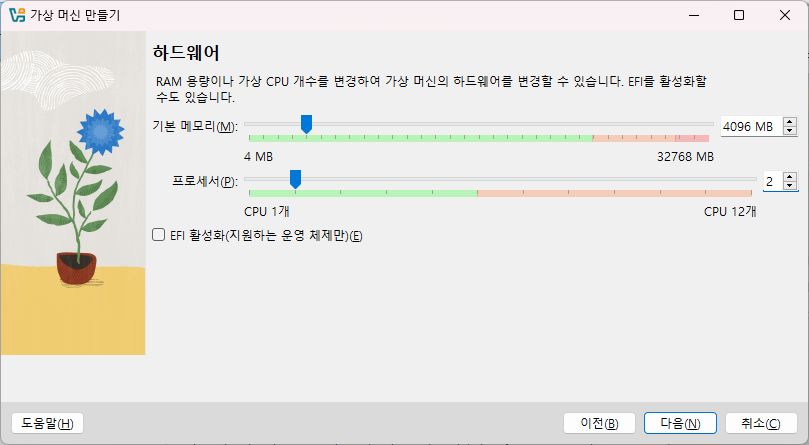 가상 머신 만들기
하드웨어
RAM 용량이나 가상 CPU 개수를 변경하여 가상 머신의 하드웨어를 변경할 수 있습니다. EFI를 활성화할
수도 있습니다.
기본 메모리(M): 4096 MB
4 MB 32768 MB
프로세서(P): 2
CPU 1개 CPU 12개
EFI 활성화(지원하는 운영 체제만)(E)
도움말(H) 이전(B) 다음(N) 취소(C)